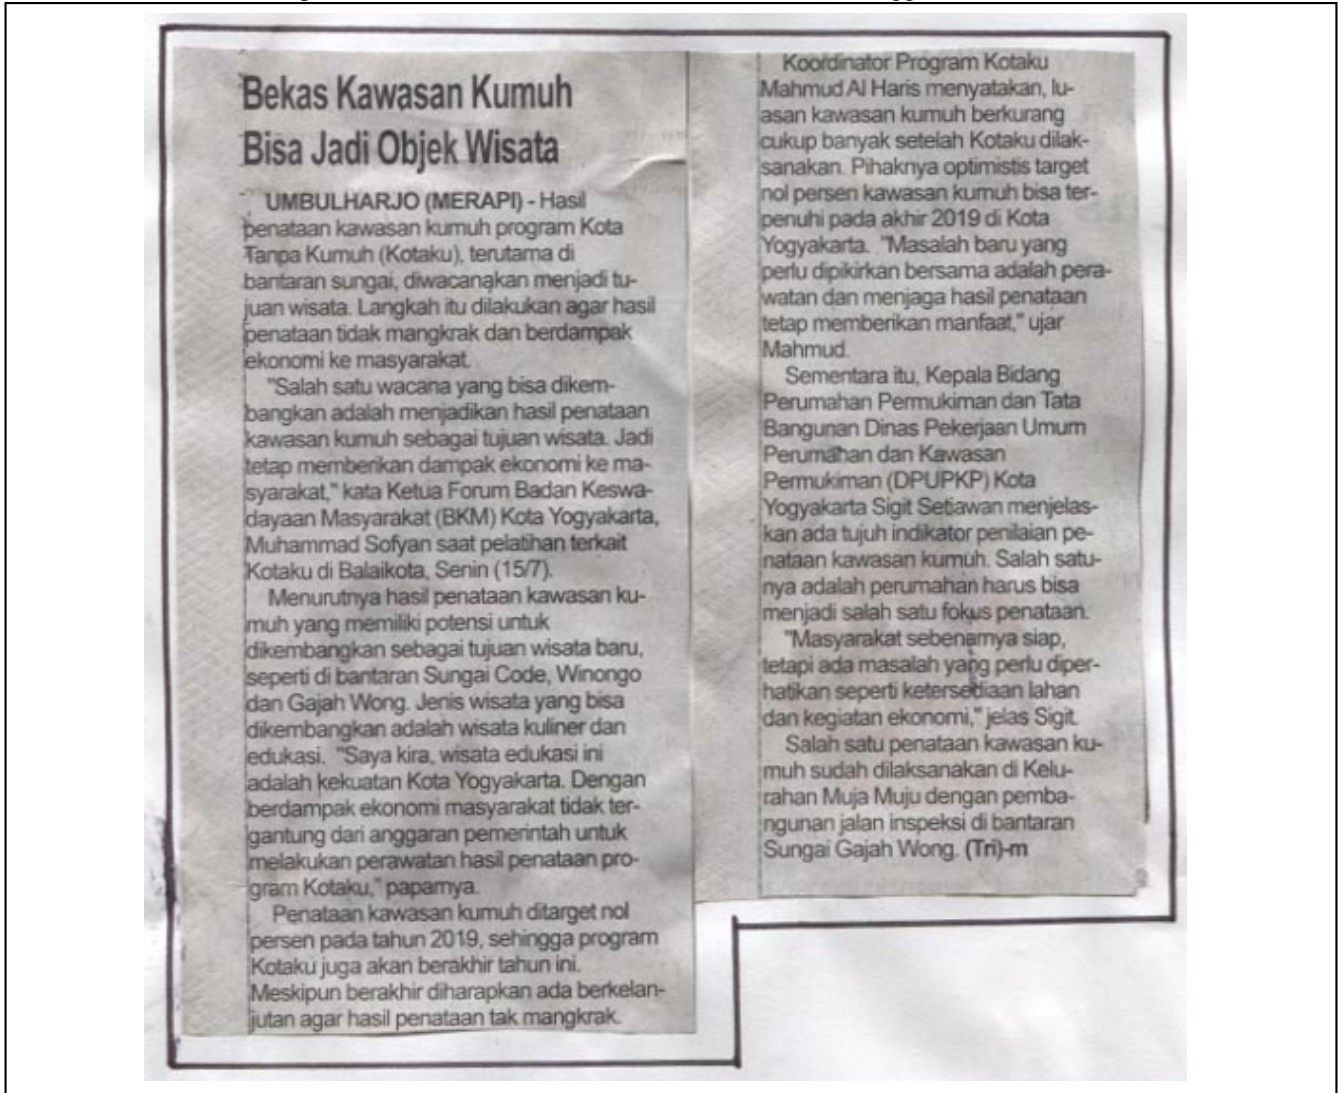 Bekas Kawasan Kumuh
Bisa Jadi Objek Wisata
UMBULHARJO (MERAPI) - Hasil
penataan kawasan kumuh program Kota
Tanpa Kumuh (Kotaku), terutama di
bantaran sungai, diwacanakan menjadi tu-
juan wisata. Langkah itu dilakukan agar hasil
penataan tidak mangkrak dan berdampak
ekonomi ke masyarakat.
"Salah satu wacana yang bisa dikem-
bangkan adalah menjadikan hasil penataan
kawasan kumuh sebagai tujuan wisata. Jadi
tetap memberikan dampak ekonomi ke ma-
syarakat," kata Ketua Forum Badan Keswa-
dayaan Masyarakat (BKM) Kota Yogyakarta,
Muhammad Sofyan saat pelatihan terkait
Kotaku di Balaikota, Senin (15/7).
Menurutnya hasil penataan kawasan ku-
muh yang memiliki potensi untuk
dikembangkan sebagai tujuan wisata baru,
seperti di bantaran Sungai Code, Winongo
dan Gajah Wong. Jenis wisata yang bisa
dikembangkan adalah wisata kuliner dan
edukasi. "Saya kira, wisata edukasi ini
adalah kekuatan Kota Yogyakarta. Dengan
berdampak ekonomi masyarakat tidak ter-
gantung dari anggaran pemerintah untuk
melakukan perawatan hasil penataan pro-
gram Kotaku," paparnya.
Penataan kawasan kumuh ditarget nol
persen pada tahun 2019, sehingga program
Kotaku juga akan berakhir tahun ini.
Meskipun berakhir diharapkan ada berkelan-
jutan agar hasil penataan tak mangkrak.
Koordinator Program Kotaku
Mahmud Al Haris menyatakan, lu-
asan kawasan kumuh berkurang
cukup banyak setelah Kotaku dilak-
sanakan. Pihaknya optimistis target
nol persen kawasan kumuh bisa ter-
penuhi pada akhir 2019 di Kota
Yogyakarta. "Masalah baru yang
perlu dipikirkan bersama adalah pera-
watan dan menjaga hasil penataan
tetap memberikan manfaat," ujar
Mahmud.
Sementara itu, Kepala Bidang
Perumahan Permukiman dan Tata
Bangunan Dinas Pekerjaan Umum
Perumahan dan Kawasan
Permukiman (DPUPKP) Kota
Yogyakarta Sigit Setiawan menjelas-
kan ada tujuh indikator penilaian pe-
nataan kawasan kumuh. Salah satu-
nya adalah perumahan harus bisa
menjadi salah satu fokus penataan.
"Masyarakat sebenarnya siap,
tetapi ada masalah yang perlu diper-
hatikan seperti ketersediaan lahan
dan kegiatan ekonomi," jelas Sigit.
Salah satu penataan kawasan ku-
muh sudah dilaksanakan di Kelu-
rahan Muja Muju dengan pemba-
ngunan jalan inspeksi di bantaran
Sungai Gajah Wong. (Tri)-m